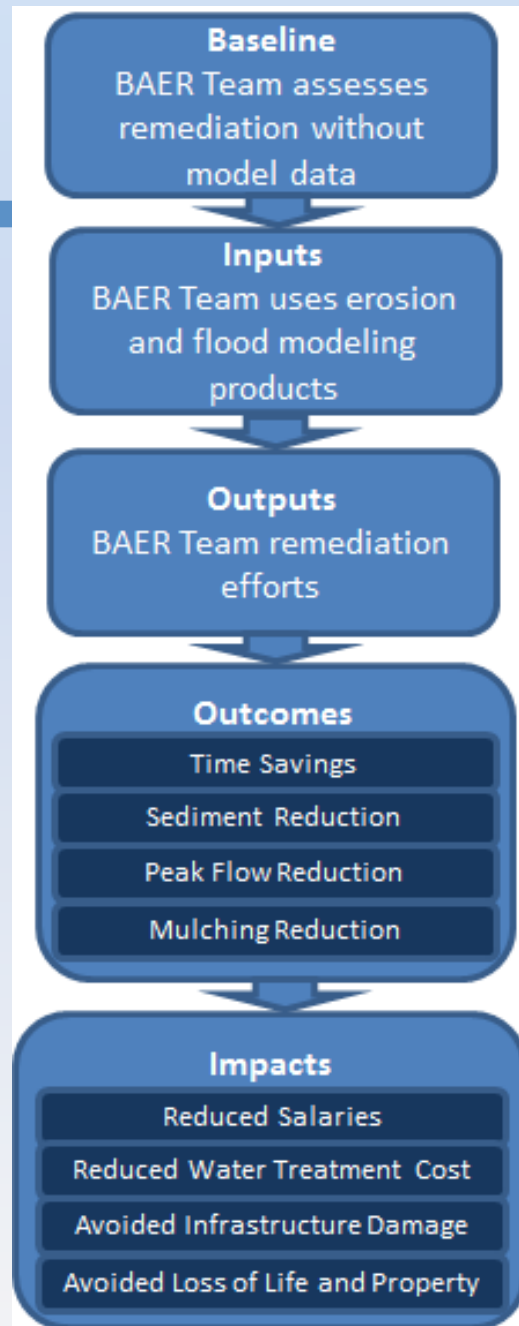 Baseline
BAER Team assesses
remediation without
model data
Inputs
BAER Team uses erosion
and flood modeling
products
Outputs
BAER Team remediation
efforts
Outcomes
Time Savings
Sediment Reduction
Peak Flow Reduction
Mulching Reduction
Impacts
Reduced Salaries
Reduced Water Treatment Cost
Avoided Infrastructure Damage
Avoided Loss of Life and Property